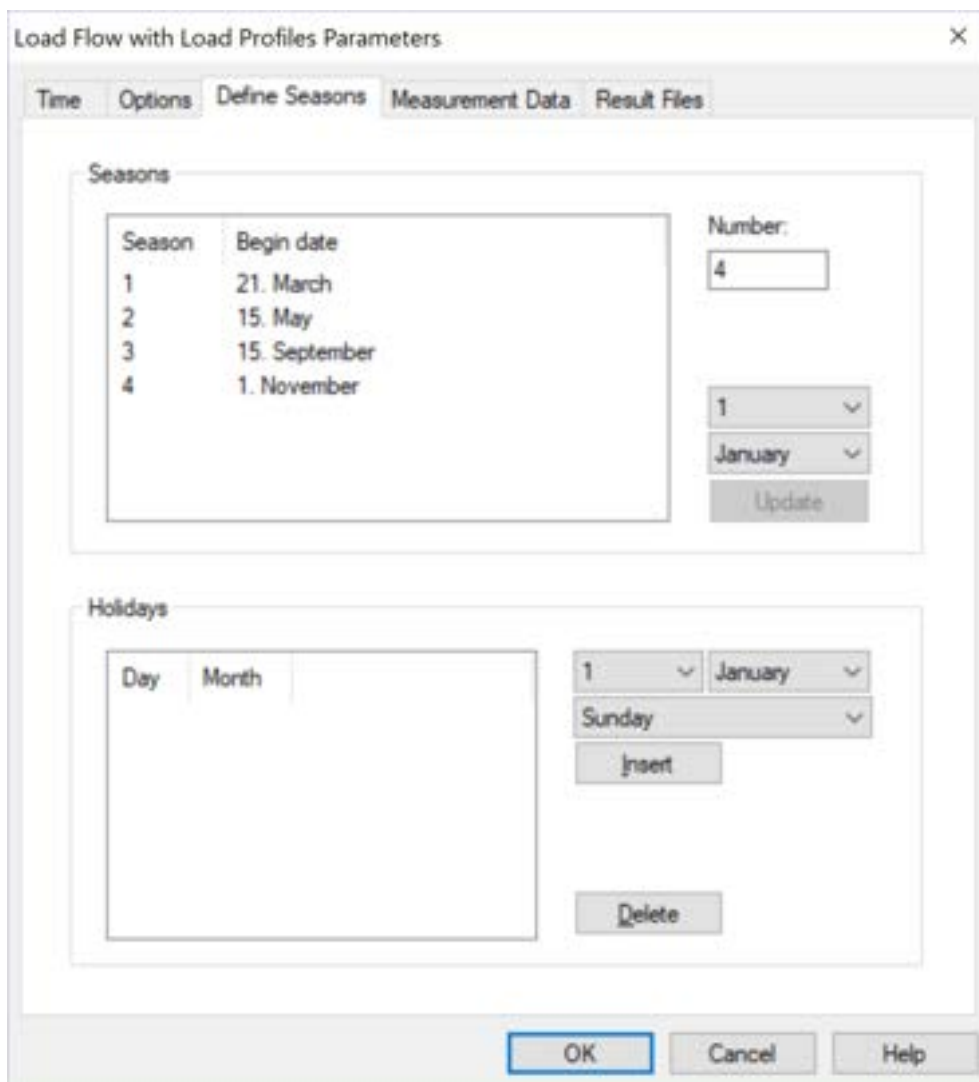 Load Flow with Load Profiles Parameters
Time Options Define Seasons Measurement Data Result Files
Seasons
Season Begin date
1 21. March
2 15. May
3 15. September
4 1. November
Number:
4
1
January
Update
Holidays
Day Month
1 January
Sunday
Insert
Delete
OK Cancel Help